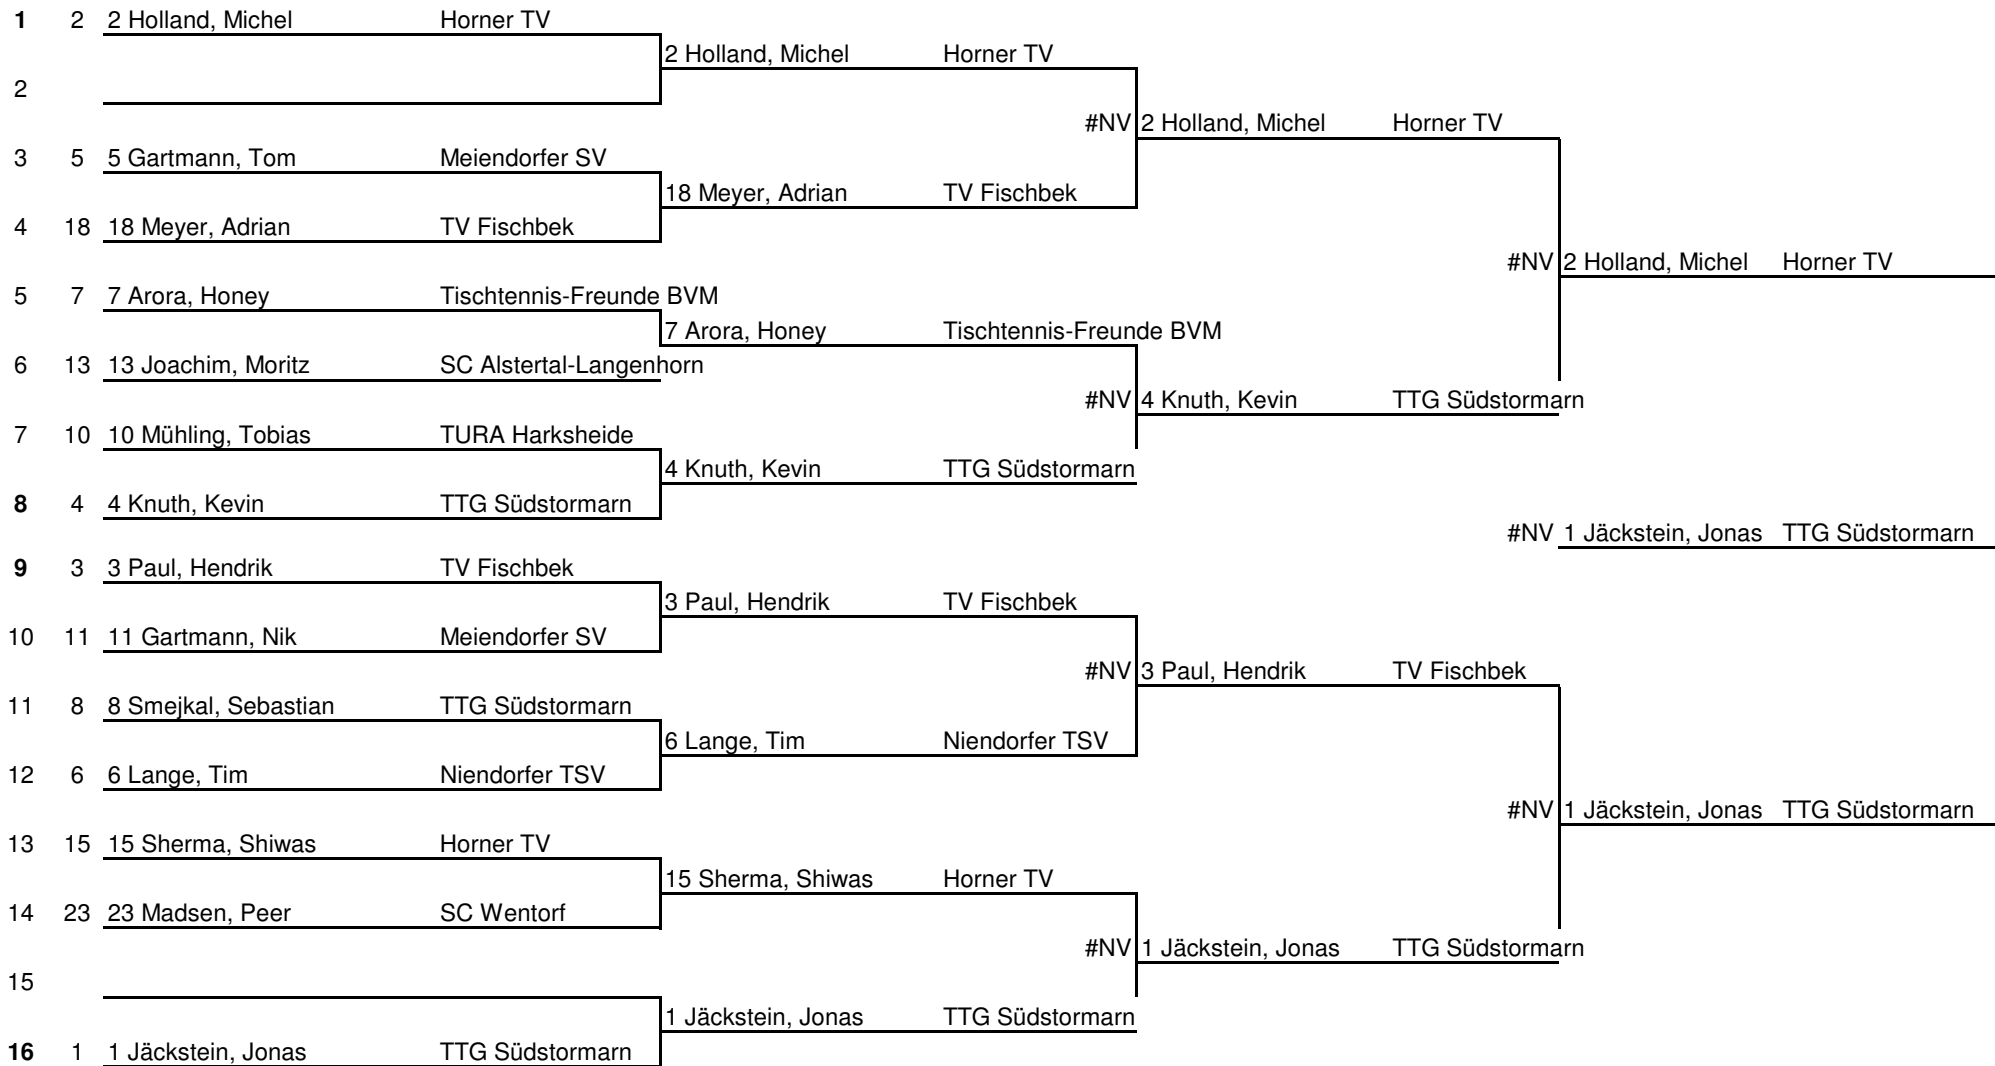 1 2 2 Holland, Michel Horner TV
2 Holland, Michel Horner TV
2
#NV 2 Holland, Michel Horner TV
3 5 5 Gartmann, Tom Meiendorfer SV
18 Meyer, Adrian TV Fischbek
4 18 18 Meyer, Adrian TV Fischbek
#NV 2 Holland, Michel Horner TV
5 7 7 Arora, Honey Tischtennis-Freunde BVM
7 Arora, Honey Tischtennis-Freunde BVM
6 13 13 Joachim, Moritz SC Alstertal-Langenhorn
#NV 4 Knuth, Kevin TTG Südstormarn
7 10 10 Mühling, Tobias TURA Harksheide
4 Knuth, Kevin TTG Südstormarn
8 4 4 Knuth, Kevin TTG Südstormarn
#NV 1 Jäckstein, Jonas TTG Südstormarn
9 3 3 Paul, Hendrik TV Fischbek
3 Paul, Hendrik TV Fischbek
10 11 11 Gartmann, Nik Meiendorfer SV
#NV 3 Paul, Hendrik TV Fischbek
11 8 8 Smejkal, Sebastian TTG Südstormarn
6 Lange, Tim Niendorfer TSV
12 6 6 Lange, Tim Niendorfer TSV
#NV 1 Jäckstein, Jonas TTG Südstormarn
13 15 15 Sherma, Shiwas Horner TV
15 Sherma, Shiwas Horner TV
14 23 23 Madsen, Peer SC Wentorf
#NV 1 Jäckstein, Jonas TTG Südstormarn
15
1 Jäckstein, Jonas TTG Südstormarn
16 1 1 Jäckstein, Jonas TTG Südstormarn